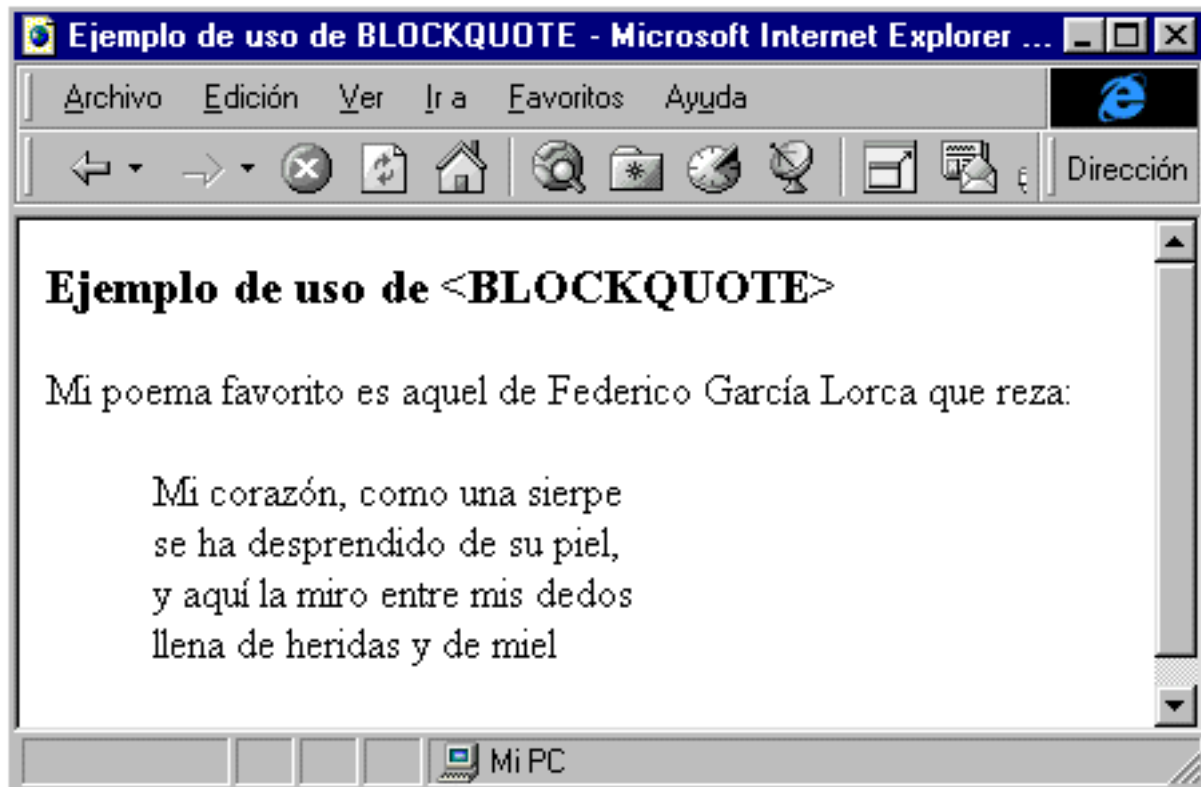 Ejemplo de uso de BLOCKQUOTE - Microsoft Internet Explorer ...
Archivo Edición Ver Ir a Favoritos Ayuda
Dirección
Ejemplo de uso de <BLOCKQUOTE>
Mi poema favorito es aquel de Federico García Lorca que reza:
Mi corazón, como una sierpe
se ha desprendido de su piel,
y aquí la miro entre mis dedos
llena de heridas y de miel
Mi PC